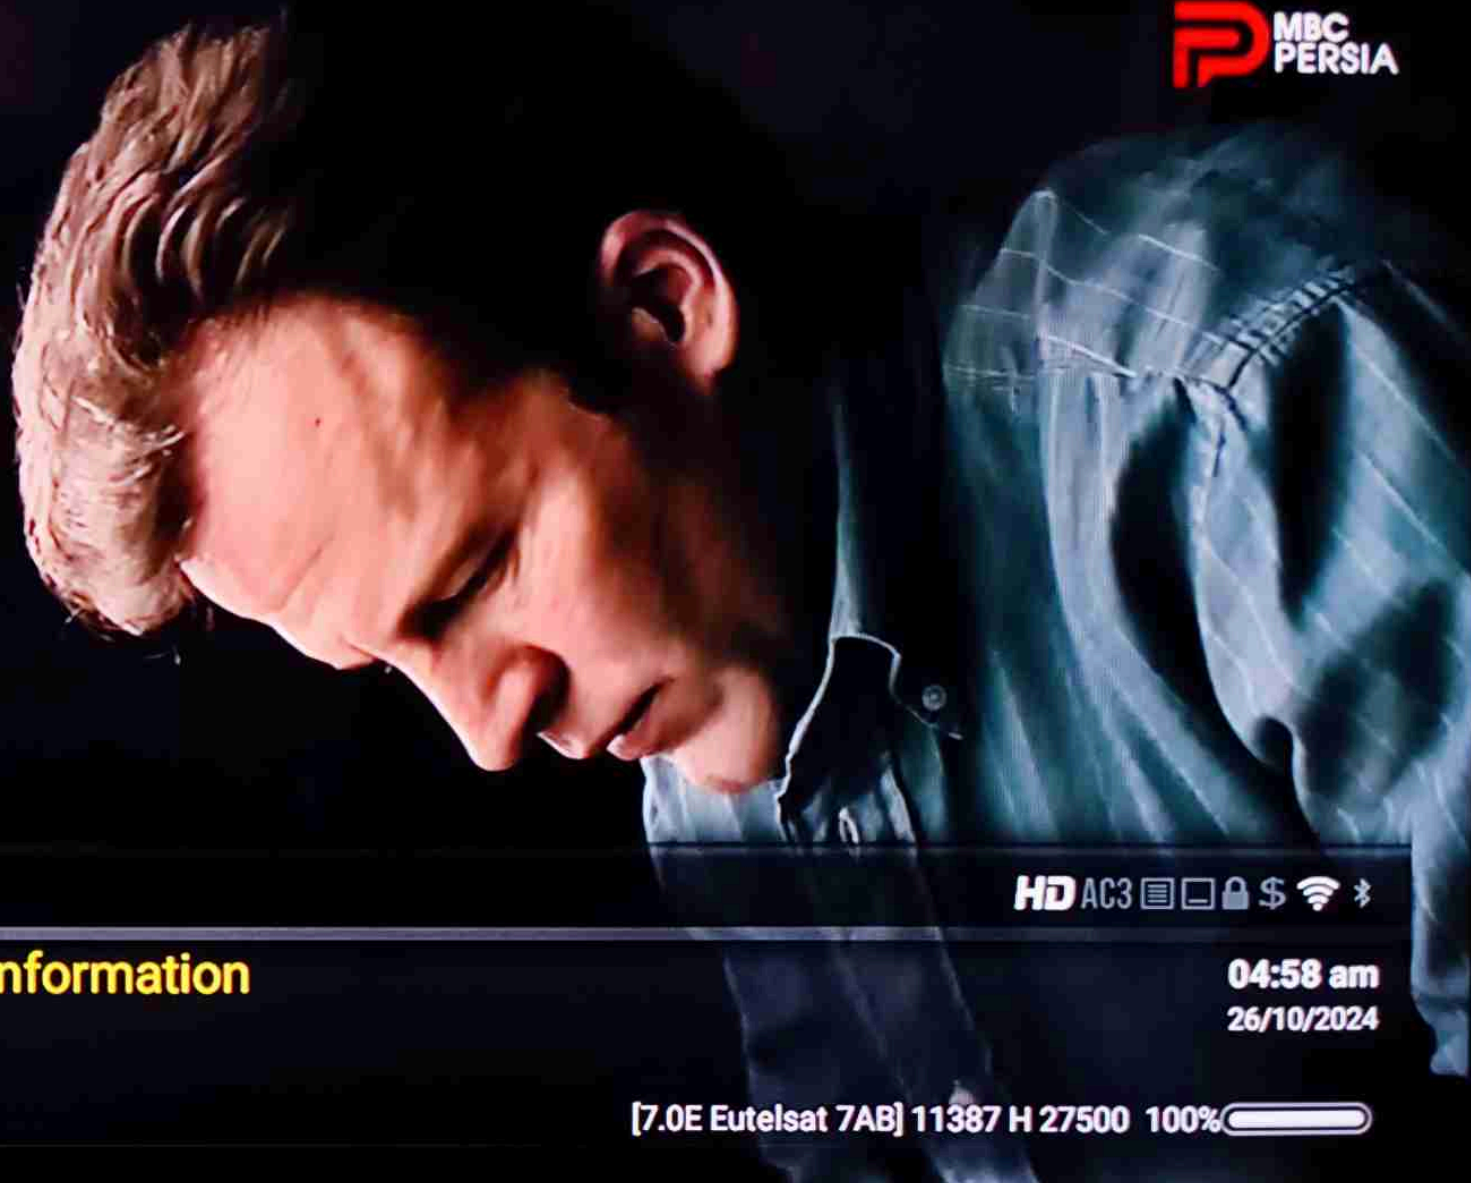 MBC
PERSIA
HD AC3 $
nformation
04:58 am
26/10/2024
[7.0E Eutelsat 7AB] 11387 H 27500 100%